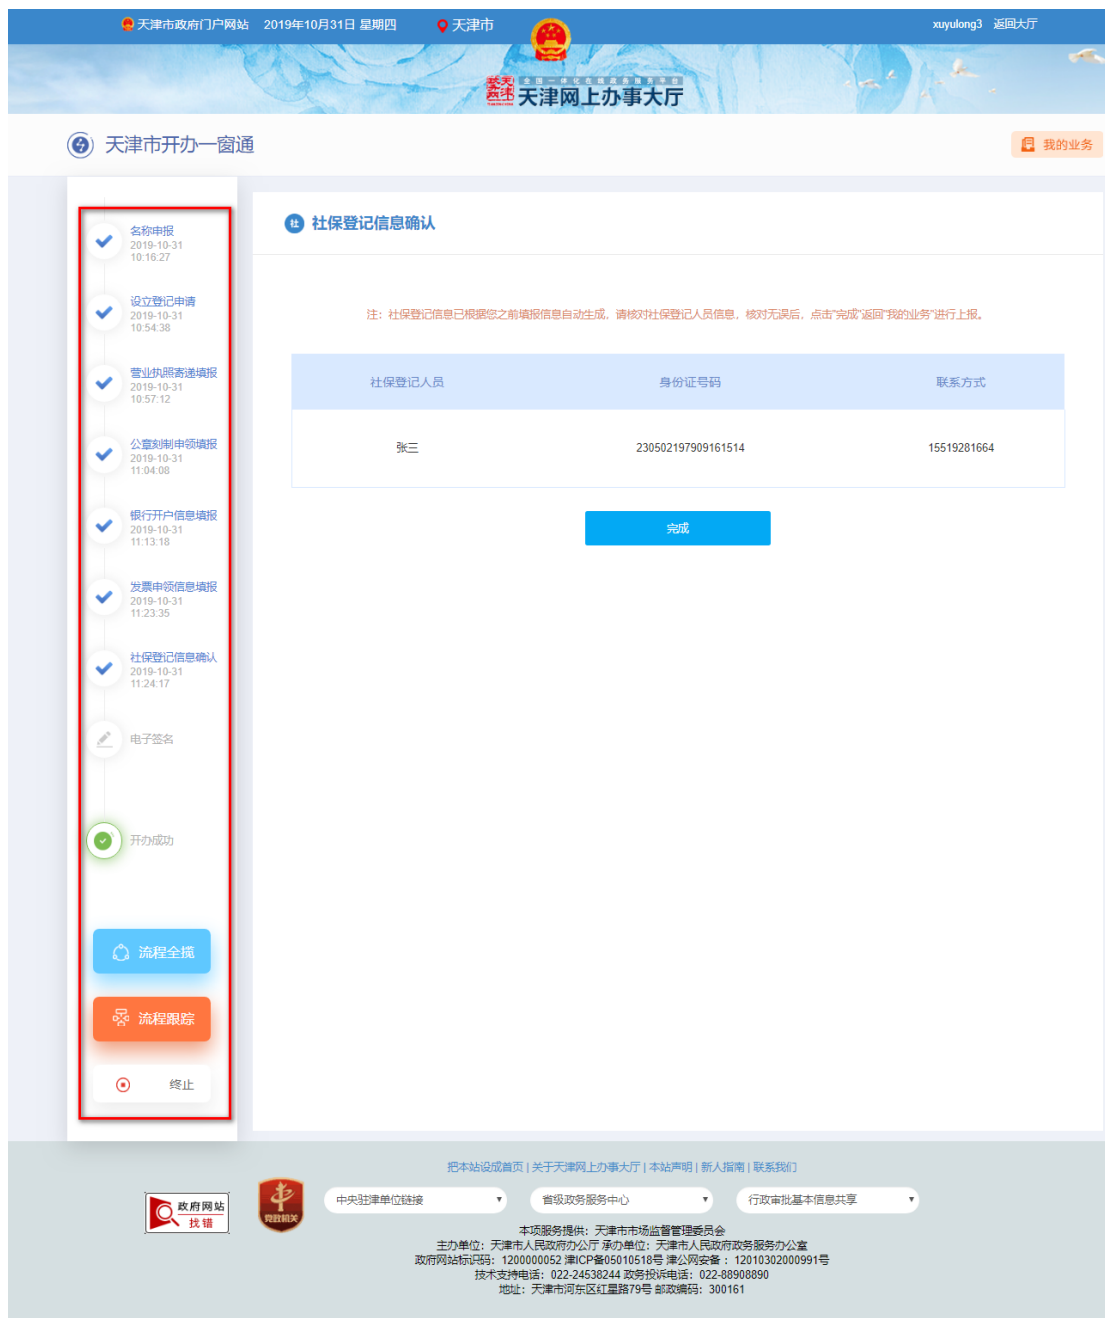 天津市政府门户网站 2019年10月31日 星期四 天津市 xuyulong3 返回大厅
全国一体化在线政务服务平台
天津网上办事大厅
天津市开办一窗通 我的业务
名称申报
2019-10-31
10:16:27
设立登记申请
2019-10-31
10:54:38
营业执照寄递填报
2019-10-31
10:57:12
公章刻制申领填报
2019-10-31
11:04:08
银行开户信息填报
2019-10-31
11:13:18
发票申领信息填报
2019-10-31
11:23:35
社保登记信息确认
2019-10-31
11:24:17
电子签名
开办成功
流程全揽
流程跟踪
终止
社 社保登记信息确认
注：社保登记信息已根据您之前填报信息自动生成，请核对社保登记人员信息，核对无误后，点击"完成"返回"我的业务"进行上报。
社保登记人员 身份证号码 联系方式
张三 230502197909161514 15519281664
完成
把本站设成首页 | 关于天津网上办事大厅 | 本站声明 | 新人指南 | 联系我们
政府网站
找错
党政机关
中央驻津单位链接 省级政务服务中心 行政审批基本信息共享
本项服务提供：天津市市场监督管理委员会
主办单位：天津市人民政府办公厅 承办单位：天津市人民政府政务服务办公室
政府网站标识码：1200000052 津ICP备05010518号 津公网安备：12010302000991号
技术支持电话：022-24538244 政务投诉电话：022-88908890
地址：天津市河东区红星路79号 邮政编码：300161